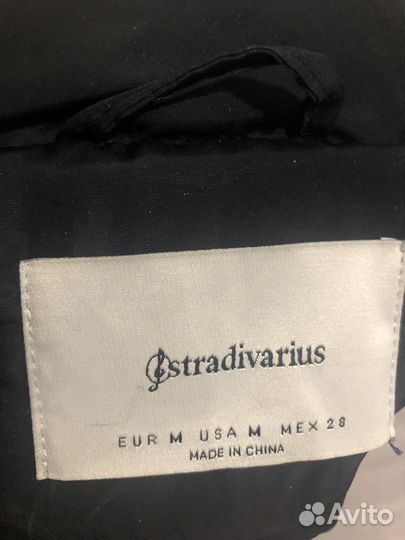 stradivarius
EUR M USA M MEX 28
MADE IN CHINA
Avito